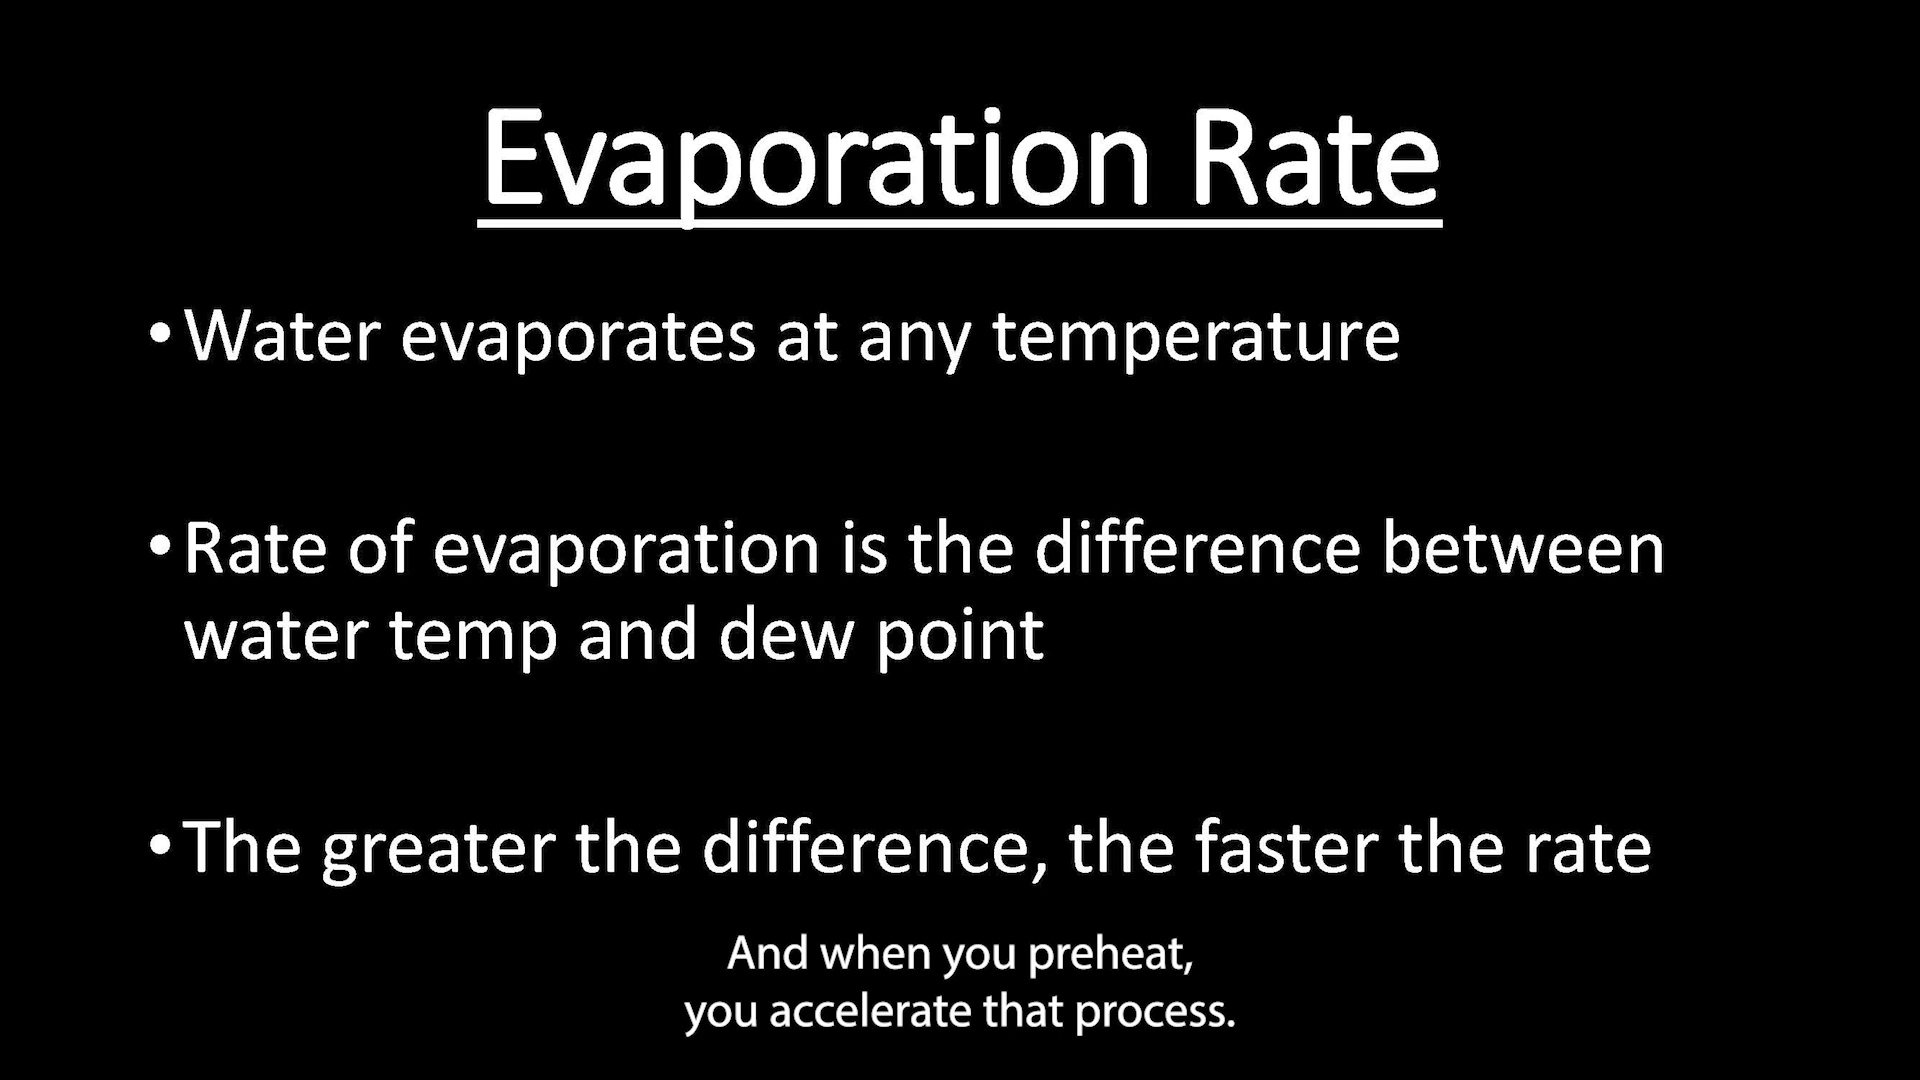 Evaporation Rate
•Water evaporates at any temperature
•Rate of evaporation is the difference between
water temp and dew point
•The greater the difference, the faster the rate
And when you preheat,
you accelerate that process.